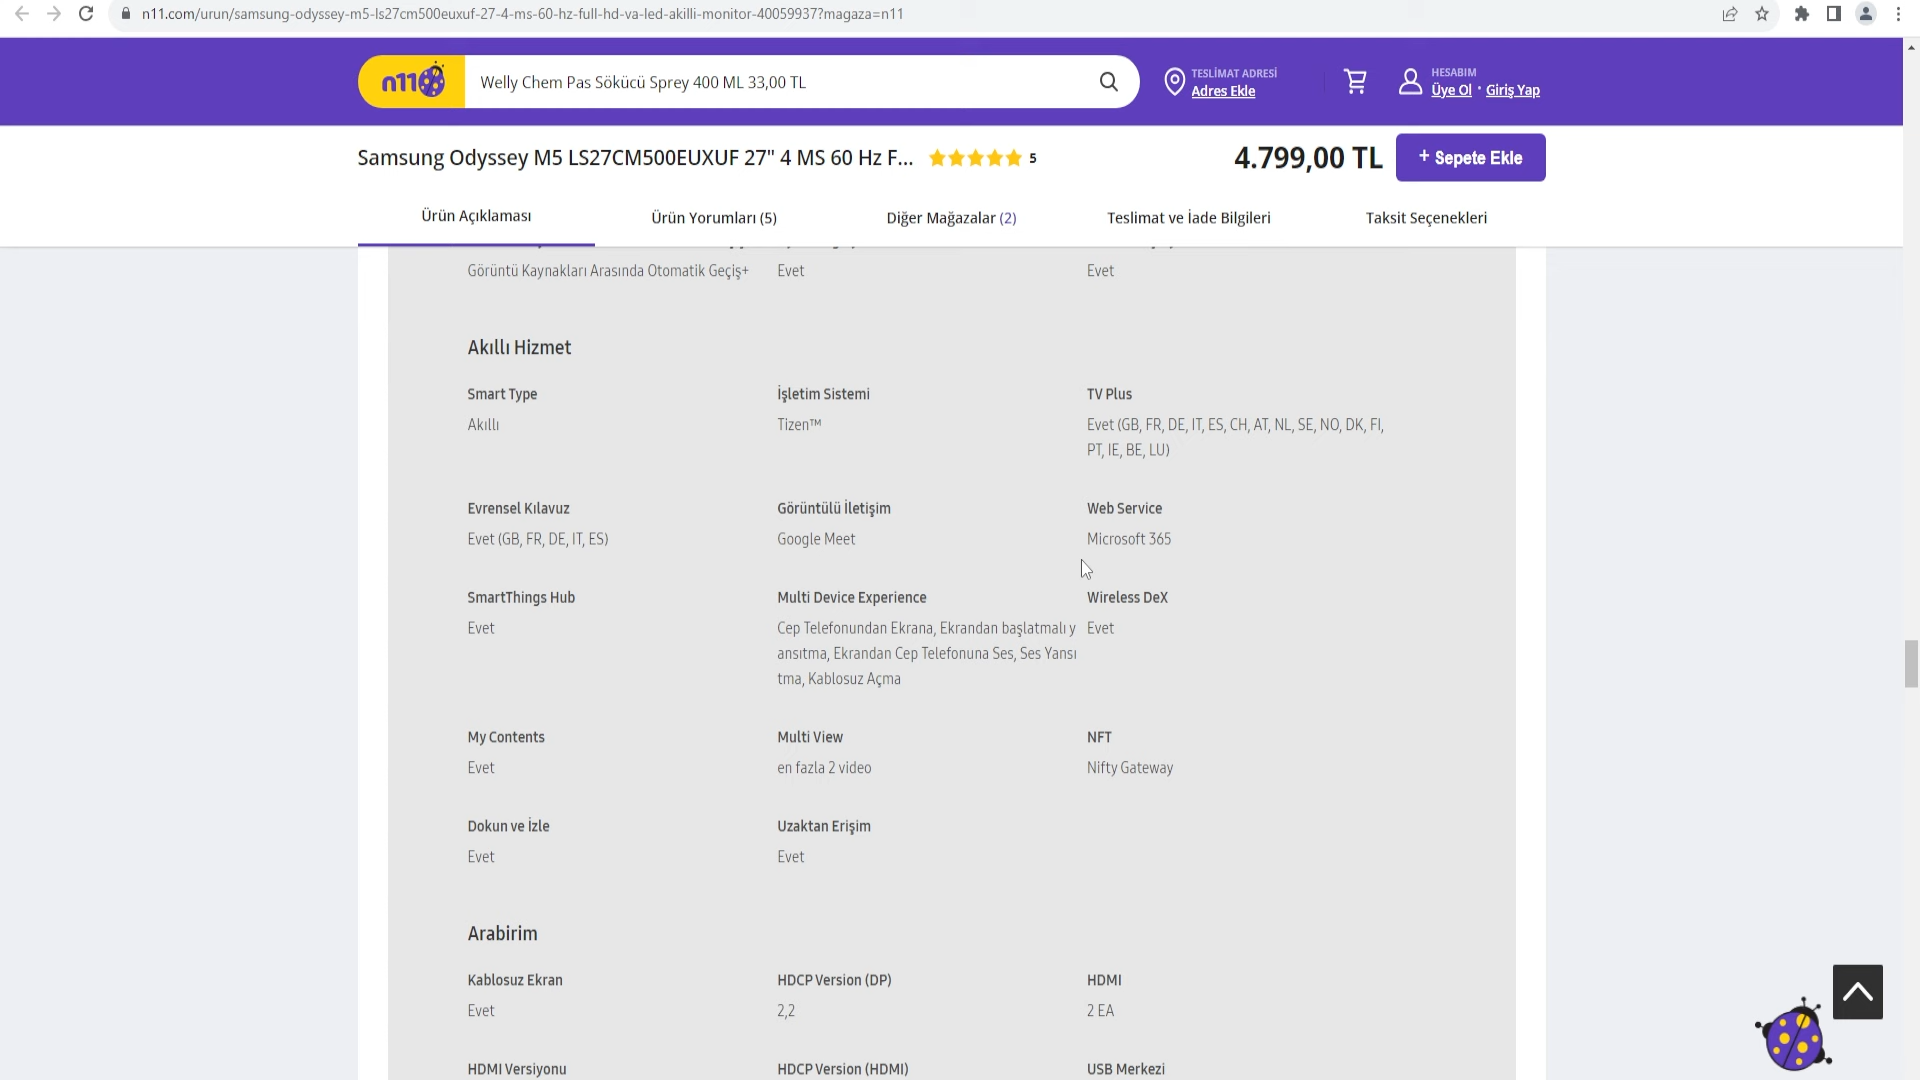 n11.com/urun/samsung-odyssey-m5-ls27cm500euxuf-27-4-ms-60-hz-full-hd-va-led-akilli-monitor-40059937?magaza=n11
n11
Welly Chem Pas Sökücü Sprey 400 ML 33,00 TL
TESLİMAT ADRESİ
Adres Ekle
HESABIM
Üye Ol · Giriş Yap
Samsung Odyssey M5 LS27CM500EUXUF 27" 4 MS 60 Hz F...
5
4.799,00 TL
+ Sepete Ekle
Ürün Açıklaması
Ürün Yorumları (5)
Diğer Mağazalar (2)
Teslimat ve İade Bilgileri
Taksit Seçenekleri
Görüntü Kaynakları Arasında Otomatik Geçiş+
Evet
Evet
Akıllı Hizmet
Smart Type
İşletim Sistemi
TV Plus
Akıllı
Tizen™
Evet (GB, FR, DE, IT, ES, CH, AT, NL, SE, NO, DK, FI,
PT, IE, BE, LU)
Evrensel Kılavuz
Görüntülü İletişim
Web Service
Evet (GB, FR, DE, IT, ES)
Google Meet
Microsoft 365
SmartThings Hub
Multi Device Experience
Wireless DeX
Evet
Cep Telefonundan Ekrana, Ekrandan başlatmalı y
ansıtma, Ekrandan Cep Telefonuna Ses, Ses Yansı
tma, Kablosuz Açma
Evet
My Contents
Multi View
NFT
Evet
en fazla 2 video
Nifty Gateway
Dokun ve İzle
Uzaktan Erişim
Evet
Evet
Arabirim
Kablosuz Ekran
HDCP Version (DP)
HDMI
Evet
2,2
2 EA
HDMI Versiyonu
HDCP Version (HDMI)
USB Merkezi